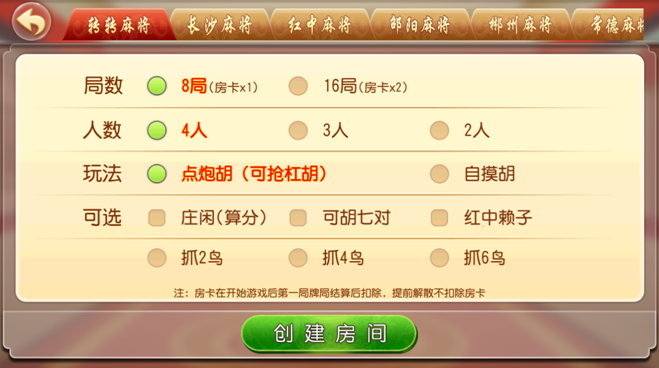 转转麻将 长沙麻将 红中麻将 邵阳麻将 郴州麻将 常德麻将
局数 8局(房卡x1) 16局(房卡x2)
人数 4人 3人 2人
玩法 点炮胡（可抢杠胡） 自摸胡
可选 庄闲(算分) 可胡七对 红中赖子
抓2鸟 抓4鸟 抓6鸟
注：房卡在开始游戏后第一局牌局结算后扣除，提前解散不扣除房卡
创建房间